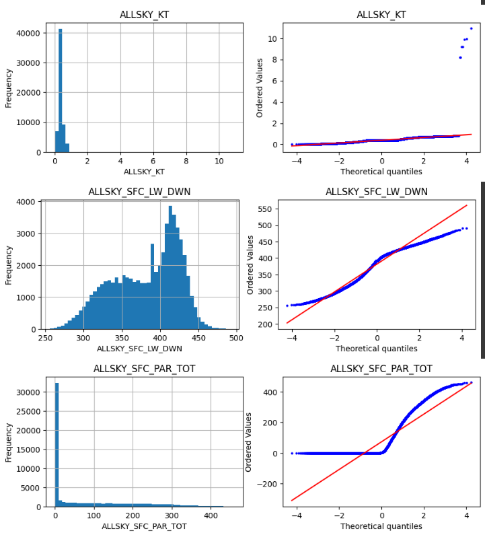 ALLSKY_KT
Frequency
40000
30000
20000
10000
0
0 2 4 6 8 10
ALLSKY_KT
ALLSKY_KT
Ordered Values
10
8
6
4
2
0
−4 −2 0 2 4
Theoretical quantiles
ALLSKY_SFC_LW_DWN
Frequency
4000
3000
2000
1000
0
250 300 350 400 450 500
ALLSKY_SFC_LW_DWN
ALLSKY_SFC_LW_DWN
Ordered Values
550
500
450
400
350
300
250
200
−4 −2 0 2 4
Theoretical quantiles
ALLSKY_SFC_PAR_TOT
Frequency
30000
25000
20000
15000
10000
5000
0
0 100 200 300 400
ALLSKY_SFC_PAR_TOT
ALLSKY_SFC_PAR_TOT
Ordered Values
400
200
0
−200
−4 −2 0 2 4
Theoretical quantiles